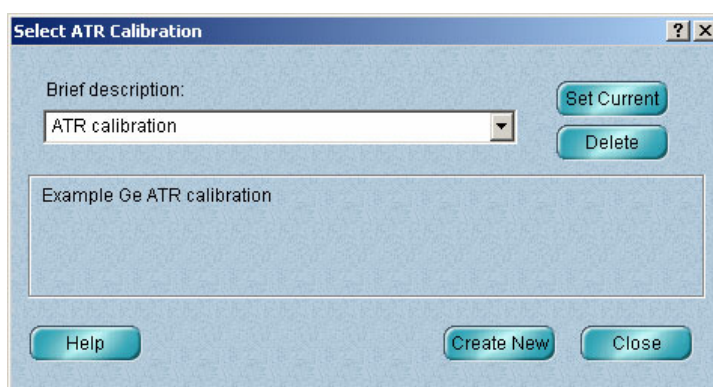 Select ATR Calibration
Brief description:
Set Current
ATR calibration
Delete
Example Ge ATR calibration
Help
Create New
Close